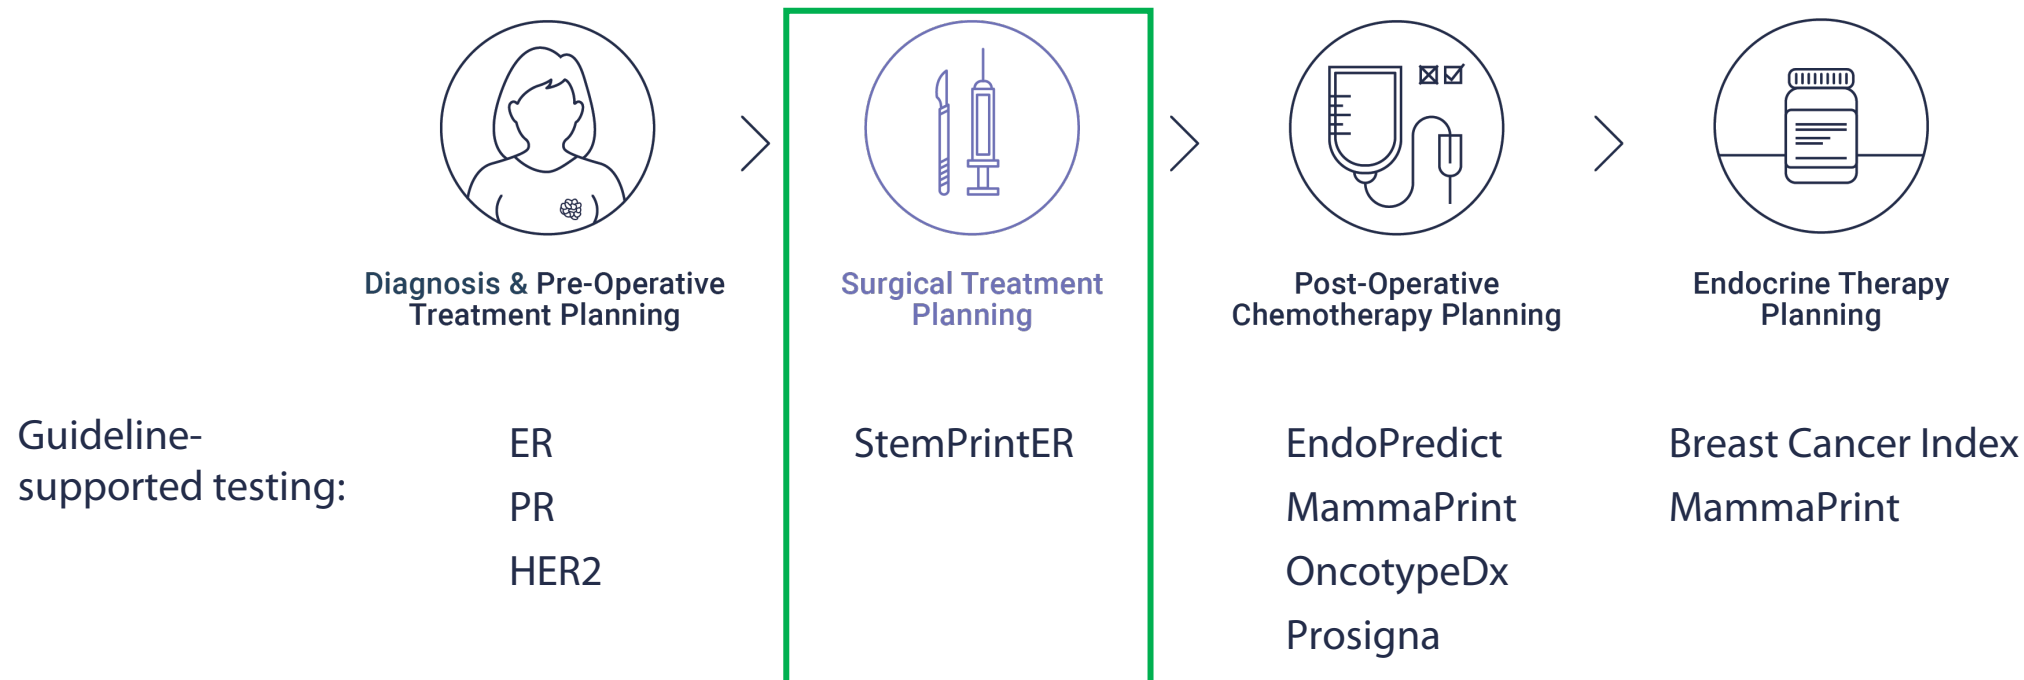 Diagnosis & Pre-Operative
Treatment Planning
Surgical Treatment
Planning
Post-Operative
Chemotherapy Planning
Endocrine Therapy
Planning
Guideline-
supported testing:
ER
PR
HER2
StemPrintER
EndoPredict
MammaPrint
OncotypeDx
Prosigna
Breast Cancer Index
MammaPrint